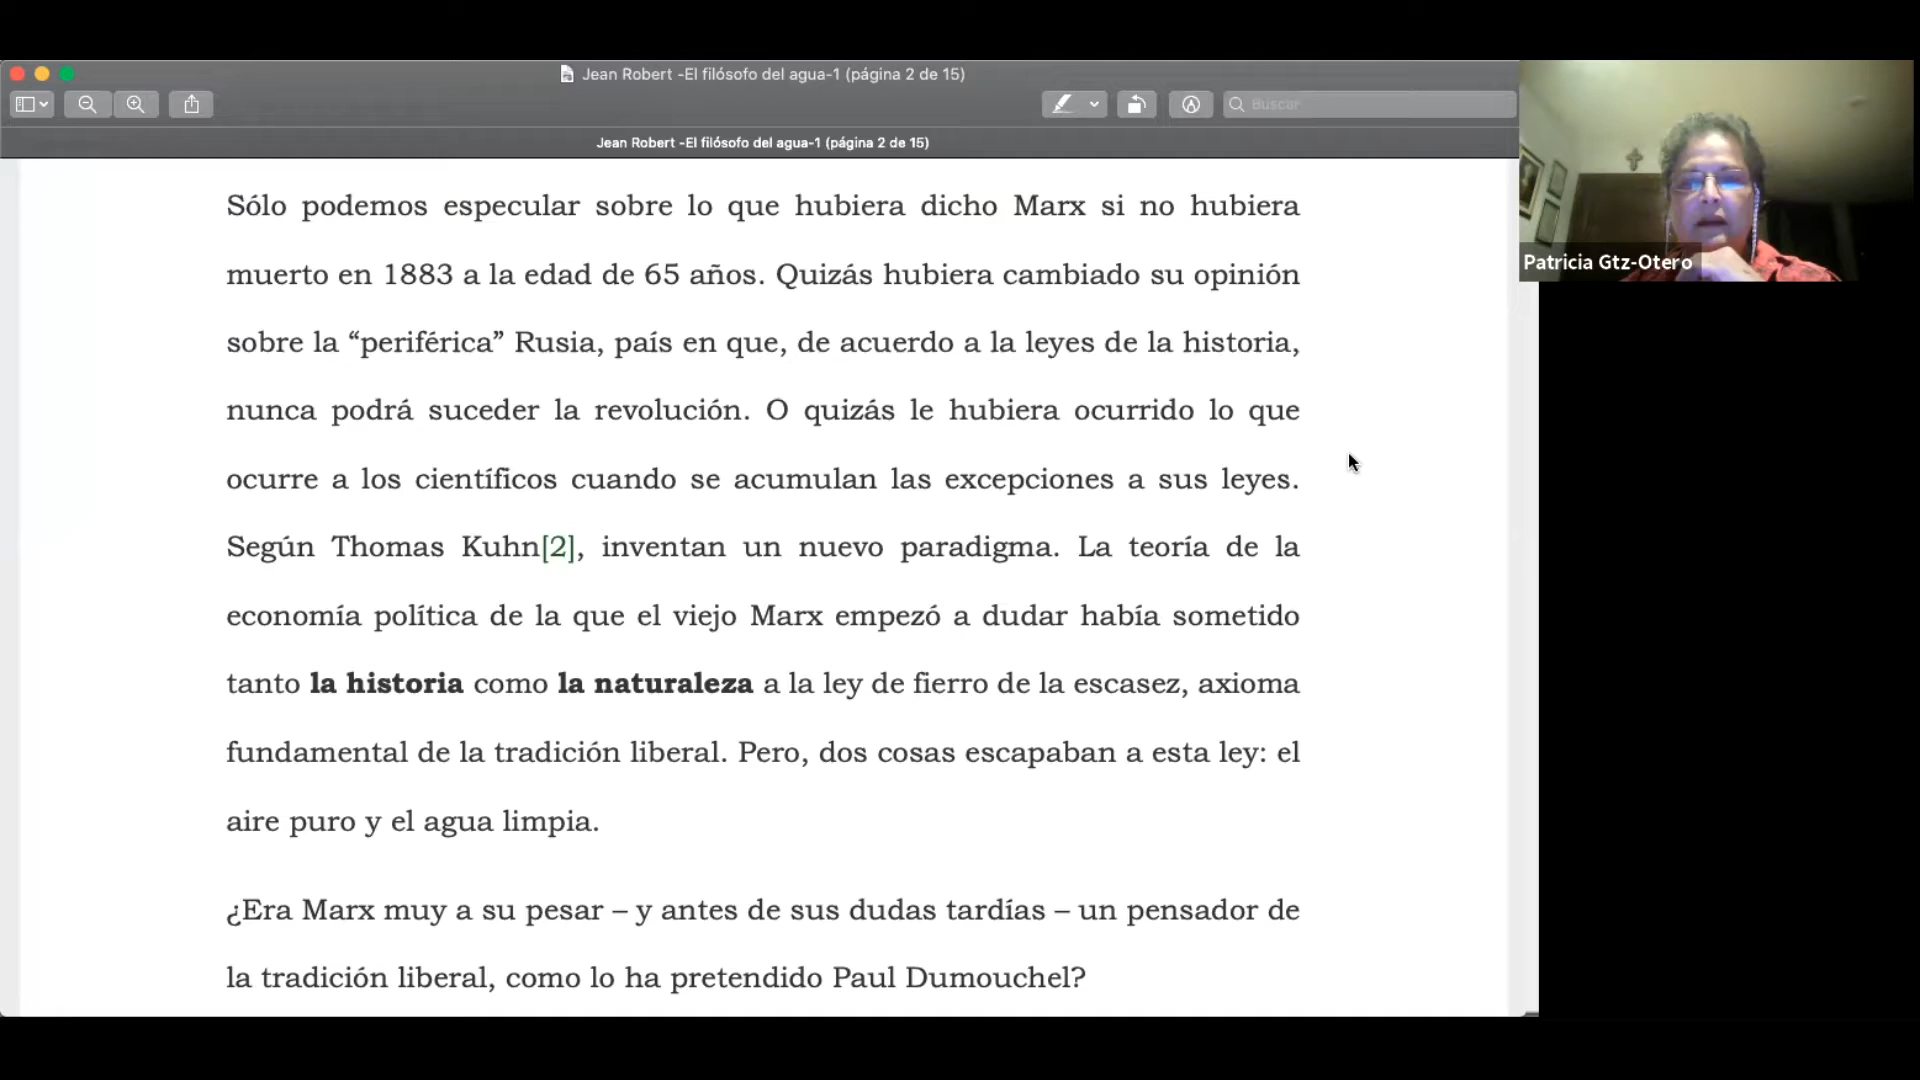 Jean Robert -El filósofo del agua-1 (página 2 de 15)
Buscar
Jean Robert -El filósofo del agua-1 (página 2 de 15)
Sólo podemos especular sobre lo que hubiera dicho Marx si no hubiera
muerto en 1883 a la edad de 65 años. Quizás hubiera cambiado su opinión
sobre la “periférica” Rusia, país en que, de acuerdo a la leyes de la historia,
nunca podrá suceder la revolución. O quizás le hubiera ocurrido lo que
ocurre a los científicos cuando se acumulan las excepciones a sus leyes.
Según Thomas Kuhn[2], inventan un nuevo paradigma. La teoría de la
economía política de la que el viejo Marx empezó a dudar había sometido
tanto la historia como la naturaleza a la ley de fierro de la escasez, axioma
fundamental de la tradición liberal. Pero, dos cosas escapaban a esta ley: el
aire puro y el agua limpia.
¿Era Marx muy a su pesar – y antes de sus dudas tardías – un pensador de
la tradición liberal, como lo ha pretendido Paul Dumouchel?
Patricia Gtz-Otero